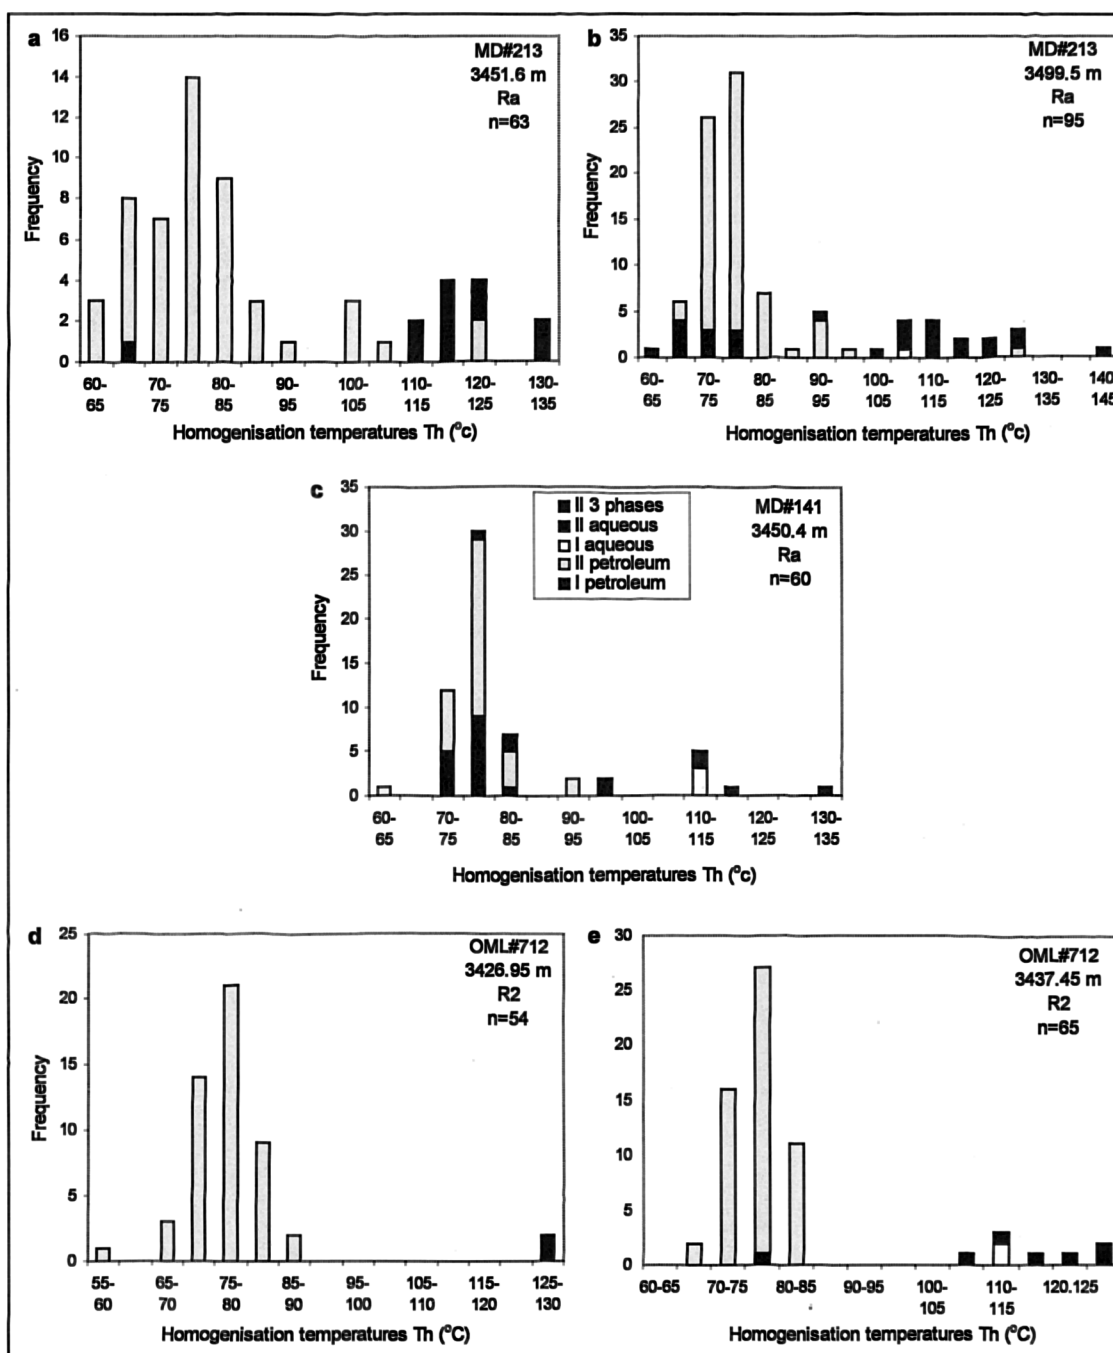 a
MD#213
3451.6 m
Ra
n=63
Frequency
16
14
12
10
8
6
4
2
0
60- 70- 80- 90- 100- 110- 120- 130-
65 75 85 95 105 115 125 135
Homogenisation temperatures Th (°c)
b
MD#213
3499.5 m
Ra
n=95
Frequency
35
30
25
20
15
10
5
0
60- 70- 80- 90- 100- 110- 120- 130- 140-
65 75 85 95 105 115 125 135 145
Homogenisation temperatures Th (°c)
c
II 3 phases
II aqueous
I aqueous
II petroleum
I petroleum
MD#141
3450.4 m
Ra
n=60
Frequency
35
30
25
20
15
10
5
0
60- 70- 80- 90- 100- 110- 120- 130-
65 75 85 95 105 115 125 135
Homogenisation temperatures Th (°c)
d
OML#712
3426.95 m
R2
n=54
Frequency
25
20
15
10
5
0
55- 65- 75- 85- 95- 105- 115- 125-
60 70 80 90 100 110 120 130
Homogenisation temperatures Th (°C)
e
OML#712
3437.45 m
R2
n=65
30
25
20
15
10
5
0
60-65 70-75 80-85 90-95 100- 110- 120.125
105 115
Homogenisation temperatures Th (°C)